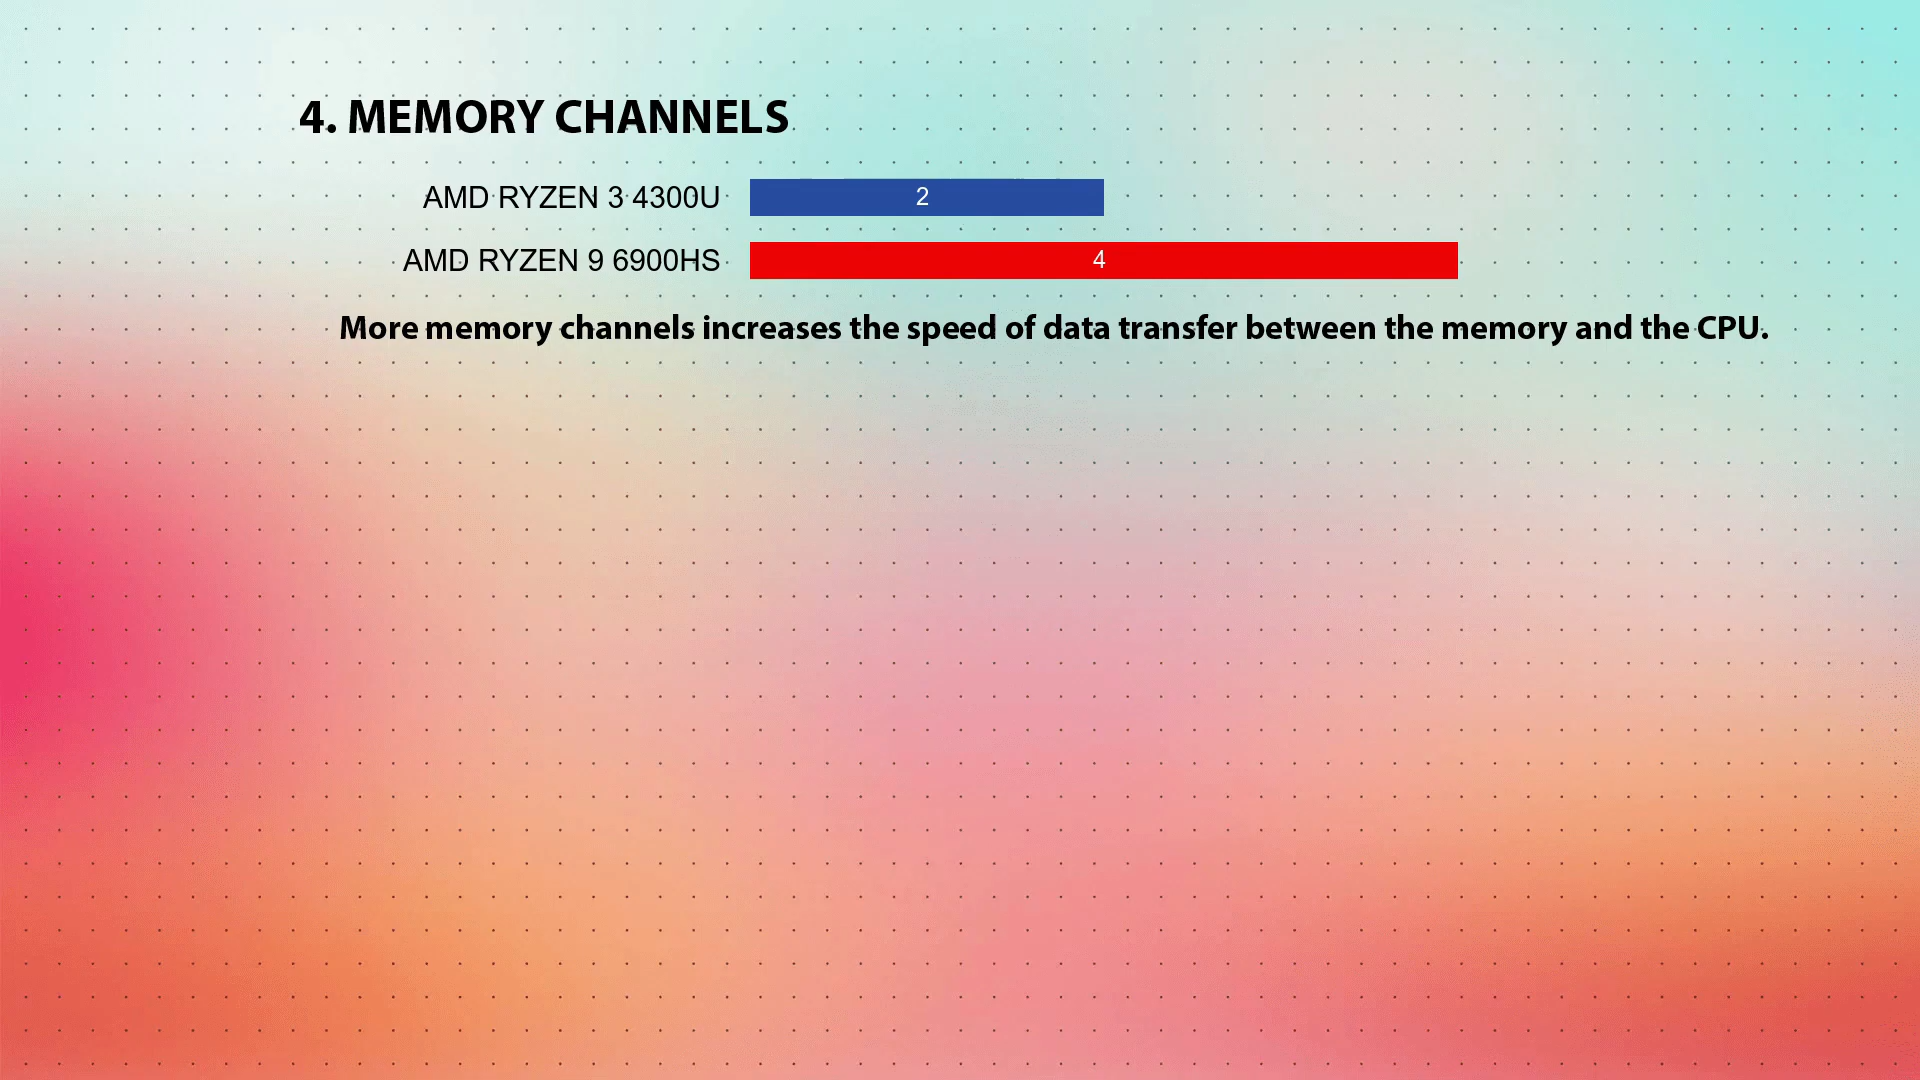 4. MEMORY CHANNELS
AMD RYZEN 3 4300U 2
AMD RYZEN 9 6900HS 4
More memory channels increases the speed of data transfer between the memory and the CPU.